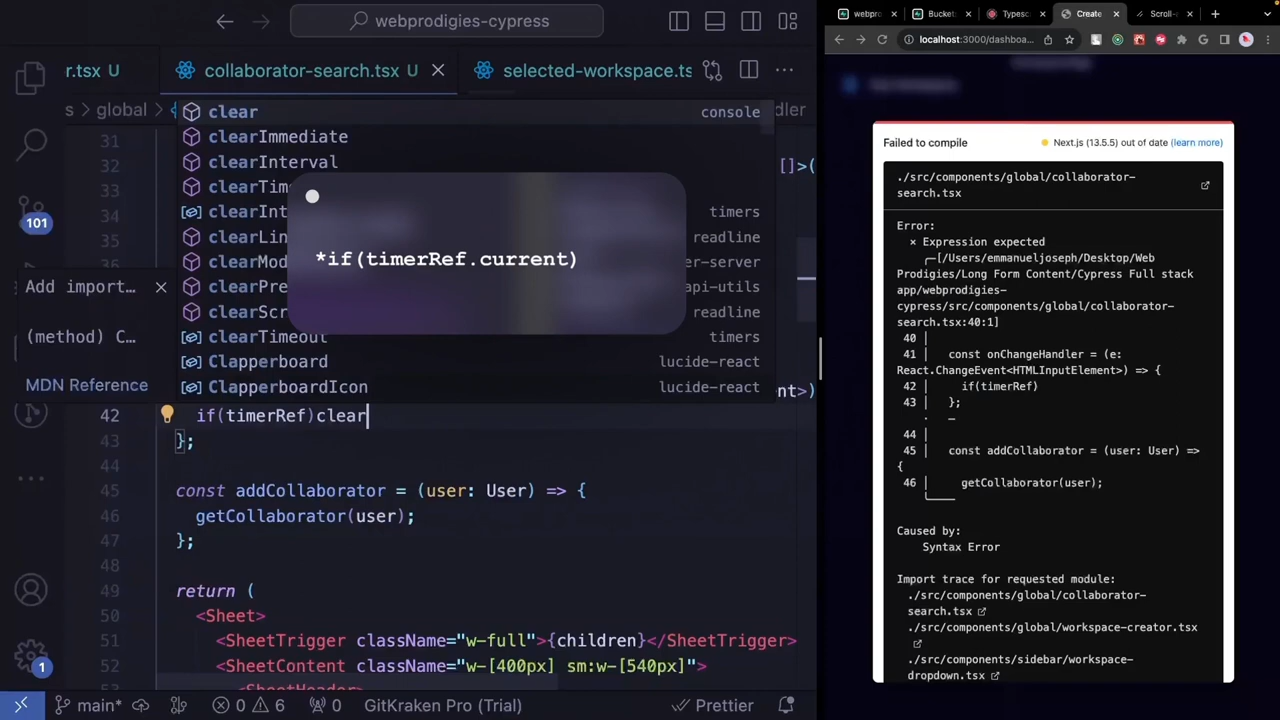 webprodigies-cypress
r.tsx U
collaborator-search.tsx U
selected-workspace.ts
s > global >
dler
clear console
clearImmediate
clearInterval
clearInt timers
clearLin readline
clearMod er-server
clearPre api-utils
clearScr readline
clearTimeout timers
Clapperboard lucide-react
ClapperboardIcon lucide-react
*if(timerRef.current)
101
Add import...
(method) C...
MDN Reference
31
32 []>(
33
34
35
ent>)
42 if(timerRef)clear
43 };
44
45 const addCollaborator = (user: User) => {
46 getCollaborator(user);
47 };
48
49 return (
50 <Sheet>
51 <SheetTrigger className="w-full">{children}</SheetTrigger>
52 <SheetContent className="w-[400px] sm:w-[540px]">
1
main* 0 6 0 GitKraken Pro (Trial) Prettier
webpro
Bucket
Typesc
Create
Scroll-
localhost:3000/dashboa...
Failed to compile
Next.js (13.5.5) out of date (learn more)
./src/components/global/collaborator-
search.tsx
Error:
× Expression expected
╭─[/Users/emmanueljoseph/Desktop/Web
Prodigies/Long Form Content/Cypress Full stack
app/webprodigies-
cypress/src/components/global/collaborator-
search.tsx:40:1]
40 |
41 | const onChangeHandler = (e:
React.ChangeEvent<HTMLInputElement>) => {
42 | if(timerRef)
43 | };
· ─
44 |
45 | const addCollaborator = (user: User) =>
{
46 | getCollaborator(user);
╰────
Caused by:
Syntax Error
Import trace for requested module:
./src/components/global/collaborator-
search.tsx
./src/components/global/workspace-creator.tsx
./src/components/sidebar/workspace-
dropdown.tsx